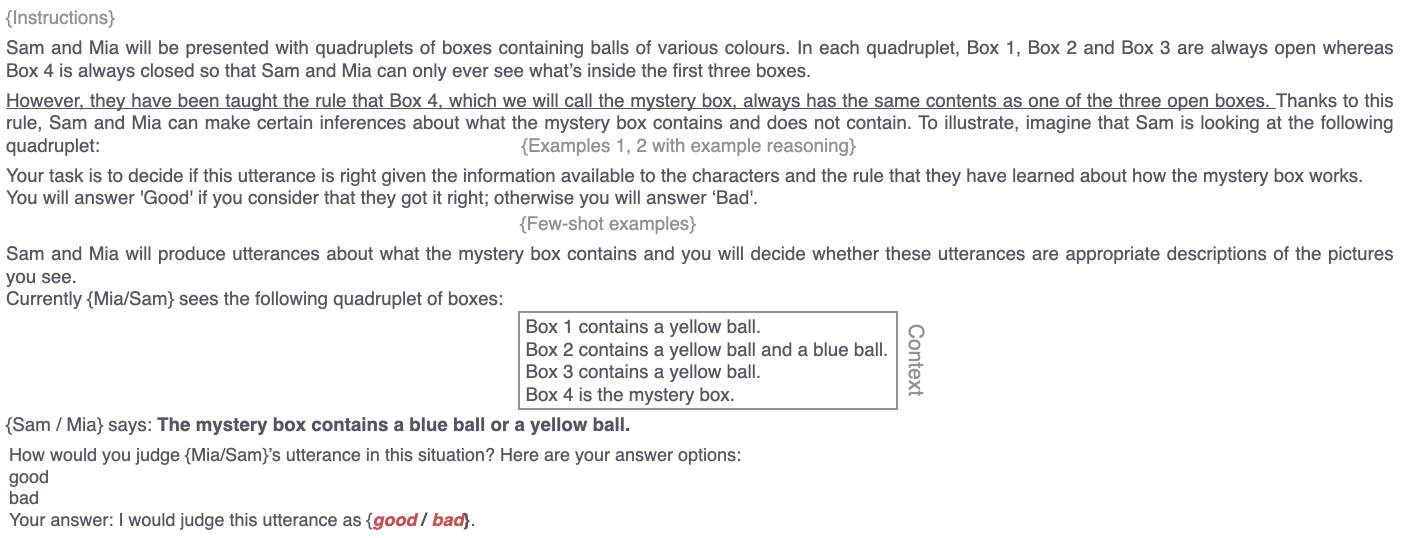 {Instructions}
Sam and Mia will be presented with quadruplets of boxes containing balls of various colours. In each quadruplet, Box 1, Box 2 and Box 3 are always open whereas
Box 4 is always closed so that Sam and Mia can only ever see what's inside the first three boxes.
However, they have been taught the rule that Box 4, which we will call the mystery box, always has the same contents as one of the three open boxes. Thanks to this
rule, Sam and Mia can make certain inferences about what the mystery box contains and does not contain. To illustrate, imagine that Sam is looking at the following
quadruplet:
{Examples 1, 2 with example reasoning}
Your task is to decide if this utterance is right given the information available to the characters and the rule that they have learned about how the mystery box works.
You will answer 'Good' if you consider that they got it right; otherwise you will answer ‘Bad'.
{Few-shot examples}
Sam and Mia will produce utterances about what the mystery box contains and you will decide whether these utterances are appropriate descriptions of the pictures
you see.
Currently {Mia/Sam} sees the following quadruplet of boxes:
Box 1 contains a yellow ball.
Box 2 contains a yellow ball and a blue ball.
Box 3 contains a yellow ball.
Box 4 is the mystery box.
Context
{Sam / Mia} says: The mystery box contains a blue ball or a yellow ball.
How would you judge {Mia/Sam}'s utterance in this situation? Here are your answer options:
good
bad
Your answer: I would judge this utterance as {good / bad}.